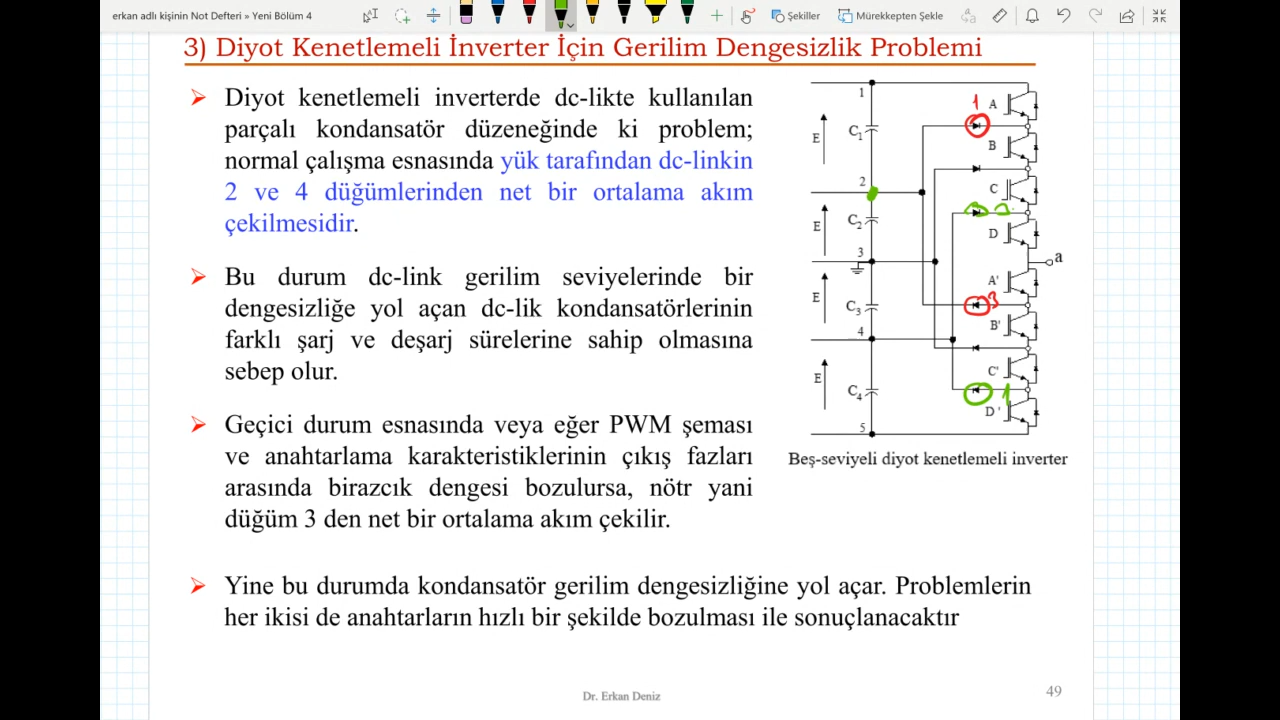 erkan adlı kişinin Not Defteri » Yeni Bölüm 4
Şekiller
Mürekkepten Şekle
3) Diyot Kenetlemeli İnverter İçin Gerilim Dengesizlik Problemi
➢ Diyot kenetlemeli inverterde dc-likte kullanılan
parçalı kondansatör düzeneğinde ki problem;
normal çalışma esnasında yük tarafından dc-linkin
2 ve 4 düğümlerinden net bir ortalama akım
çekilmesidir.
➢ Bu durum dc-link gerilim seviyelerinde bir
dengesizliğe yol açan dc-lik kondansatörlerinin
farklı şarj ve deşarj sürelerine sahip olmasına
sebep olur.
➢ Geçici durum esnasında veya eğer PWM şeması
ve anahtarlama karakteristiklerinin çıkış fazları
arasında birazcık dengesi bozulursa, nötr yani
düğüm 3 den net bir ortalama akım çekilir.
➢ Yine bu durumda kondansatör gerilim dengesizliğine yol açar. Problemlerin
her ikisi de anahtarların hızlı bir şekilde bozulması ile sonuçlanacaktır
1
1 A
E C1
B
2 C
2
E C2
D
3
a
A'
E C3
3
B'
4
C'
E C4
1
D'
5
Beş-seviyeli diyot kenetlemeli inverter
Dr. Erkan Deniz
49